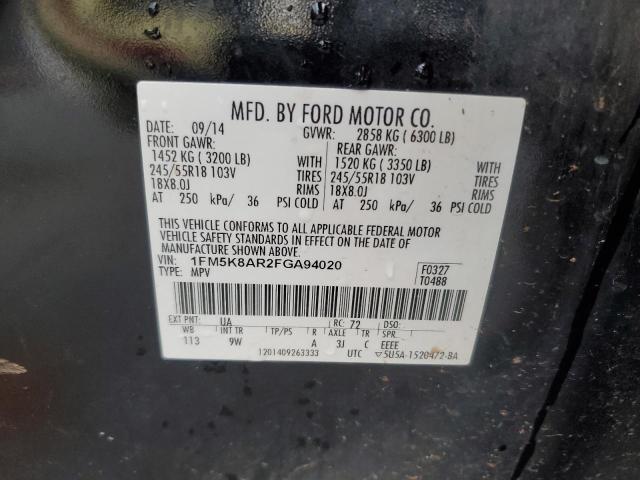 MFD. BY FORD MOTOR CO.
DATE: 09/14 GVWR: 2858 KG ( 6300 LB)
FRONT GAWR: REAR GAWR:
1452 KG ( 3200 LB) WITH 1520 KG ( 3350 LB) WITH
245/55R18 103V TIRES 245/55R18 103V TIRES
18X8.0J RIMS 18X8.0J RIMS
AT 250 kPa/ 36 PSI COLD AT 250 kPa/ 36 PSI COLD
THIS VEHICLE CONFORMS TO ALL APPLICABLE FEDERAL MOTOR
VEHICLE SAFETY STANDARDS IN EFFECT ON THE DATE OF
MANUFACTURE SHOWN ABOVE.
VIN: 1FM5K8AR2FGA94020 F0327
TYPE: MPV T0488
EXT PNT: UA RC: 72 DSO:
WB INT TR TP/PS R AXLE TR SPR
113 9W A 3J C EEEE
1201409263333 UTC ▽5U5A-1520472-BA